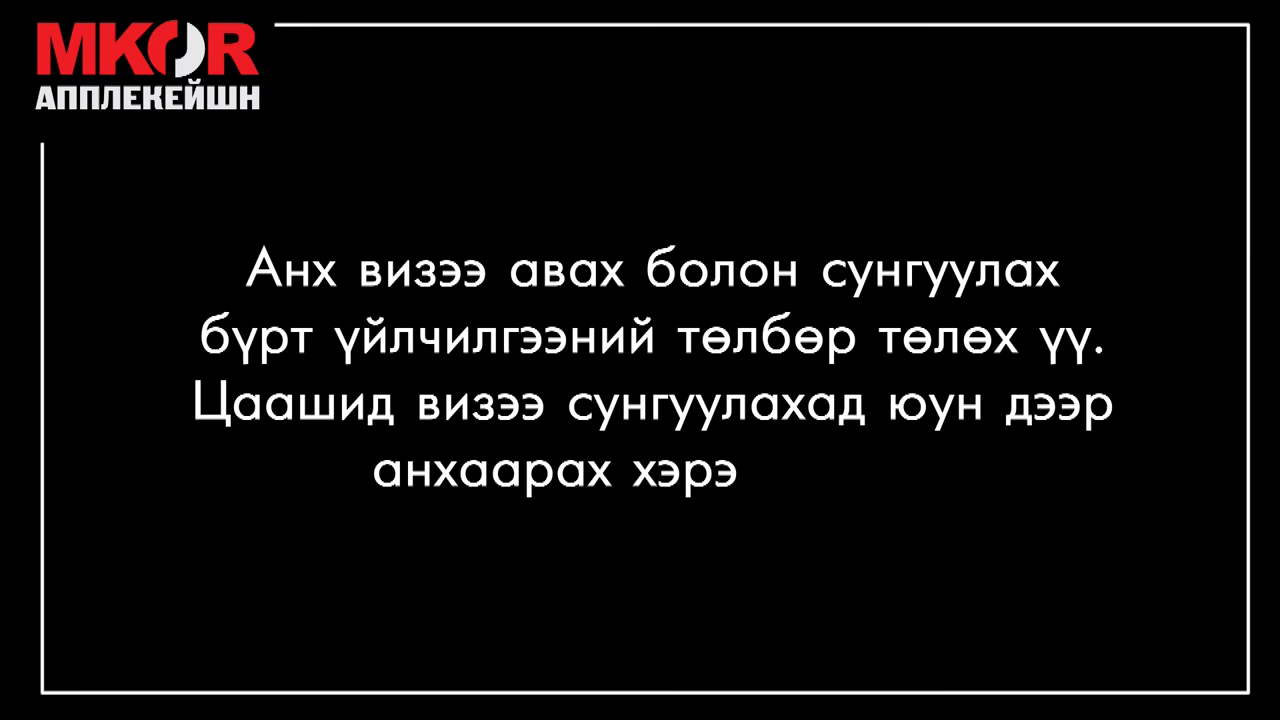 MKOR
АППЛЕКЕЙШН
Анх визээ авах болон сунгуулах
бүрт үйлчилгээний төлбөр төлөх үү.
Цаашид визээ сунгуулахад юун дээр
анхаарах хэрэ